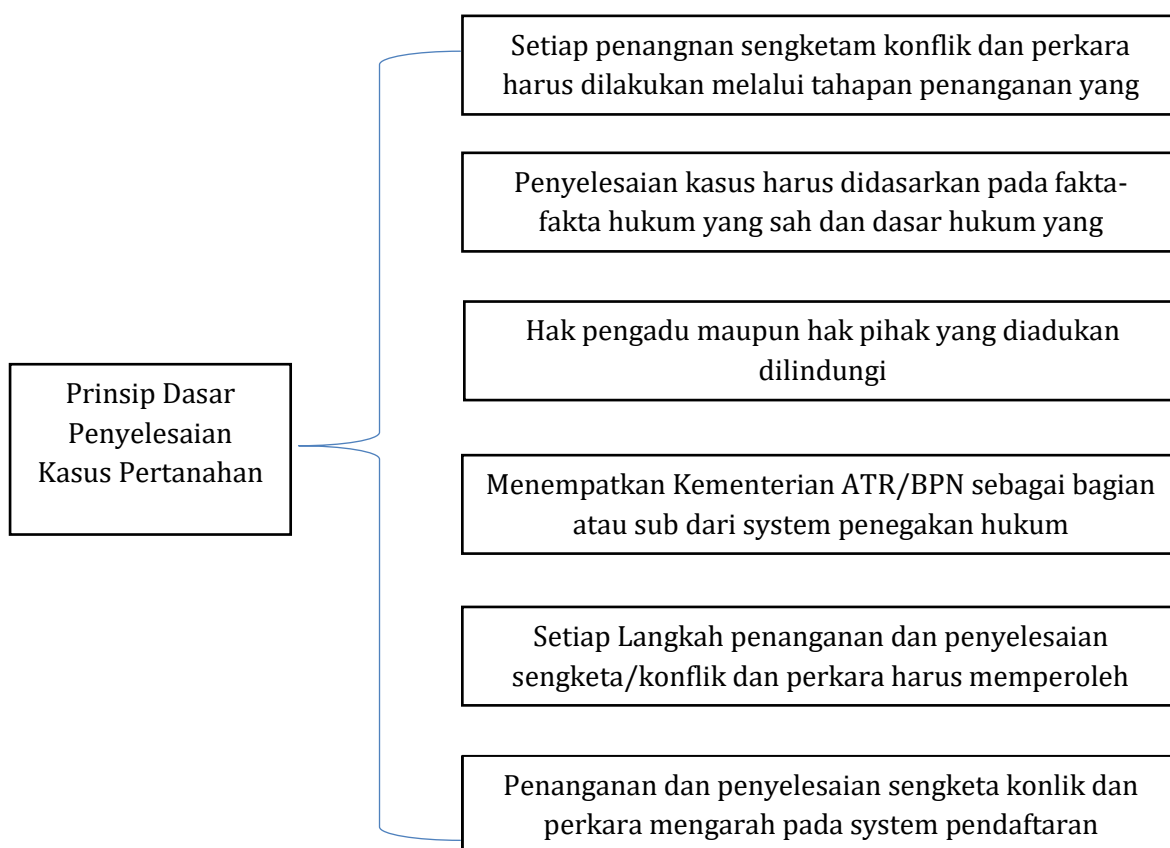 Setiap penangnan sengketam konflik dan perkara
harus dilakukan melalui tahapan penanganan yang
Penyelesaian kasus harus didasarkan pada fakta-
fakta hukum yang sah dan dasar hukum yang
Hak pengadu maupun hak pihak yang diadukan
dilindungi
Prinsip Dasar
Penyelesaian
Kasus Pertanahan
Menempatkan Kementerian ATR/BPN sebagai bagian
atau sub dari system penegakan hukum
Setiap Langkah penanganan dan penyelesaian
sengketa/konflik dan perkara harus memperoleh
Penanganan dan penyelesaian sengketa konlik dan
perkara mengarah pada system pendaftaran